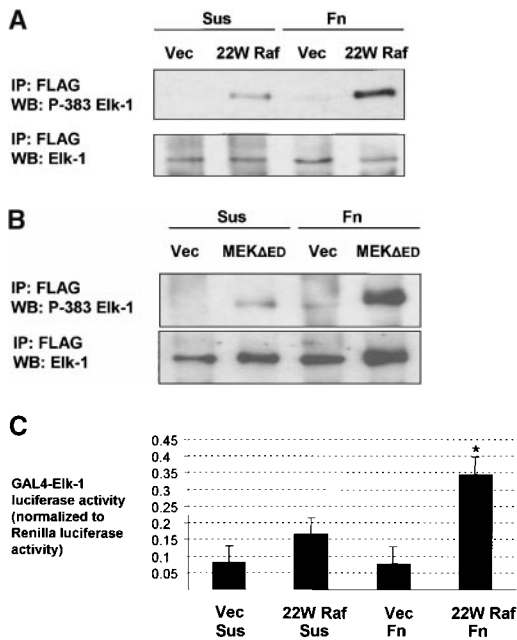 A
Sus Fn
Vec 22W Raf Vec 22W Raf
IP: FLAG
WB: P-383 Elk-1
IP: FLAG
WB: Elk-1
B
Sus Fn
Vec MEKΔED Vec MEKΔED
IP: FLAG
WB: P-383 Elk-1
IP: FLAG
WB: Elk-1
C
GAL4-Elk-1
luciferase activity
(normalized to
Renilla luciferase
activity)
0.45
0.4
0.35
0.3
0.25
0.2
0.15
0.1
0.05
*
Vec 22W Raf Vec 22W Raf
Sus Sus Fn Fn